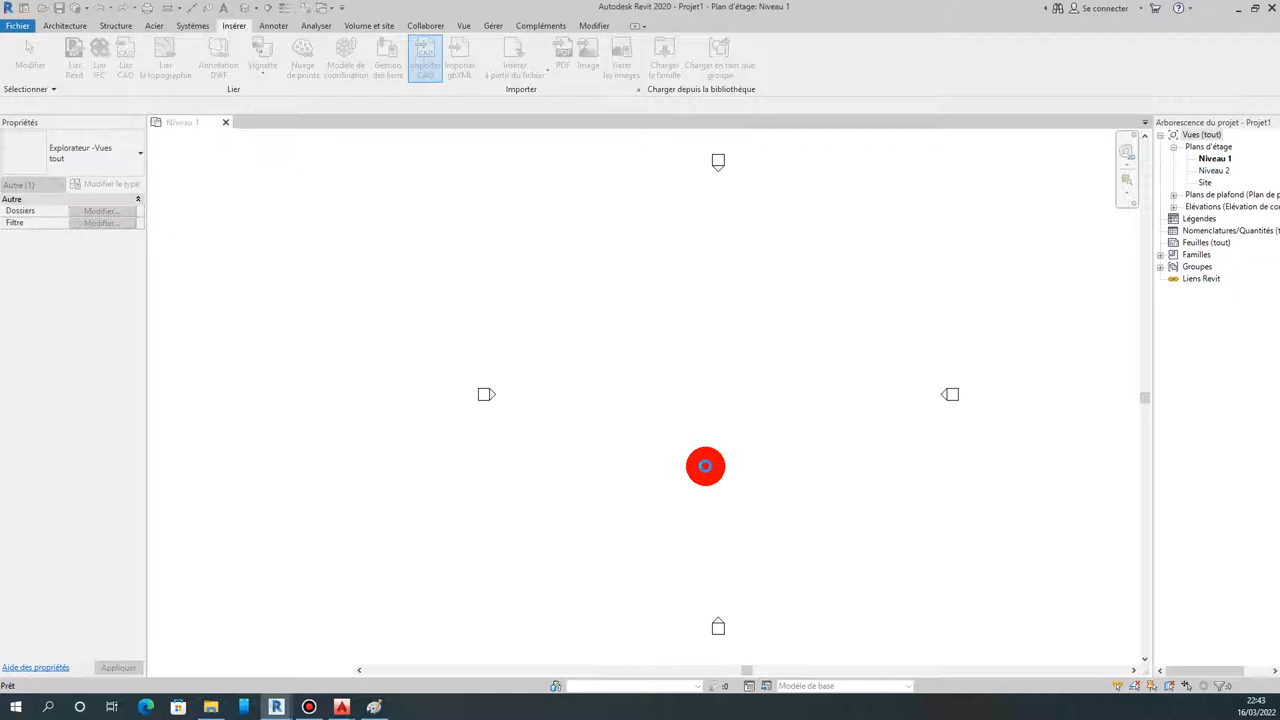 Autodesk Revit 2020 - Projet1 - Plan d'étage: Niveau 1
Se connecter
Fichier Architecture Structure Acier Systèmes Insérer Annoter Analyser Volume et site Collaborer Vue Gérer Compléments Modifier
Modifier
Lier Revit
Lier IFC
Lier CAD
Lier la topographie
Annotation DWF
Vignette
Nuage de points
Modèle de coordination
Gestion des liens
Importer CAO
Importer gbXML
Insérer à partir du fichier
PDF
Image
Gérer les images
Charger la famille
Charger en tant que groupe
Sélectionner
Lier
Importer
Charger depuis la bibliothèque
Propriétés
Niveau 1
Arborescence du projet - Projet1
Explorateur -Vues
tout
Autre (1)
Modifier le type
Autre
Dossiers Modifier...
Filtre Modifier...
Vues (tout)
Plans d'étage
Niveau 1
Niveau 2
Site
Plans de plafond (Plan de p
Elévations (Elévation de co
Légendes
Nomenclatures/Quantités (t
Feuilles (tout)
Familles
Groupes
Liens Revit
Aide des propriétés
Appliquer
Prêt
:0
Modèle de base
:0
22:43
16/03/2022